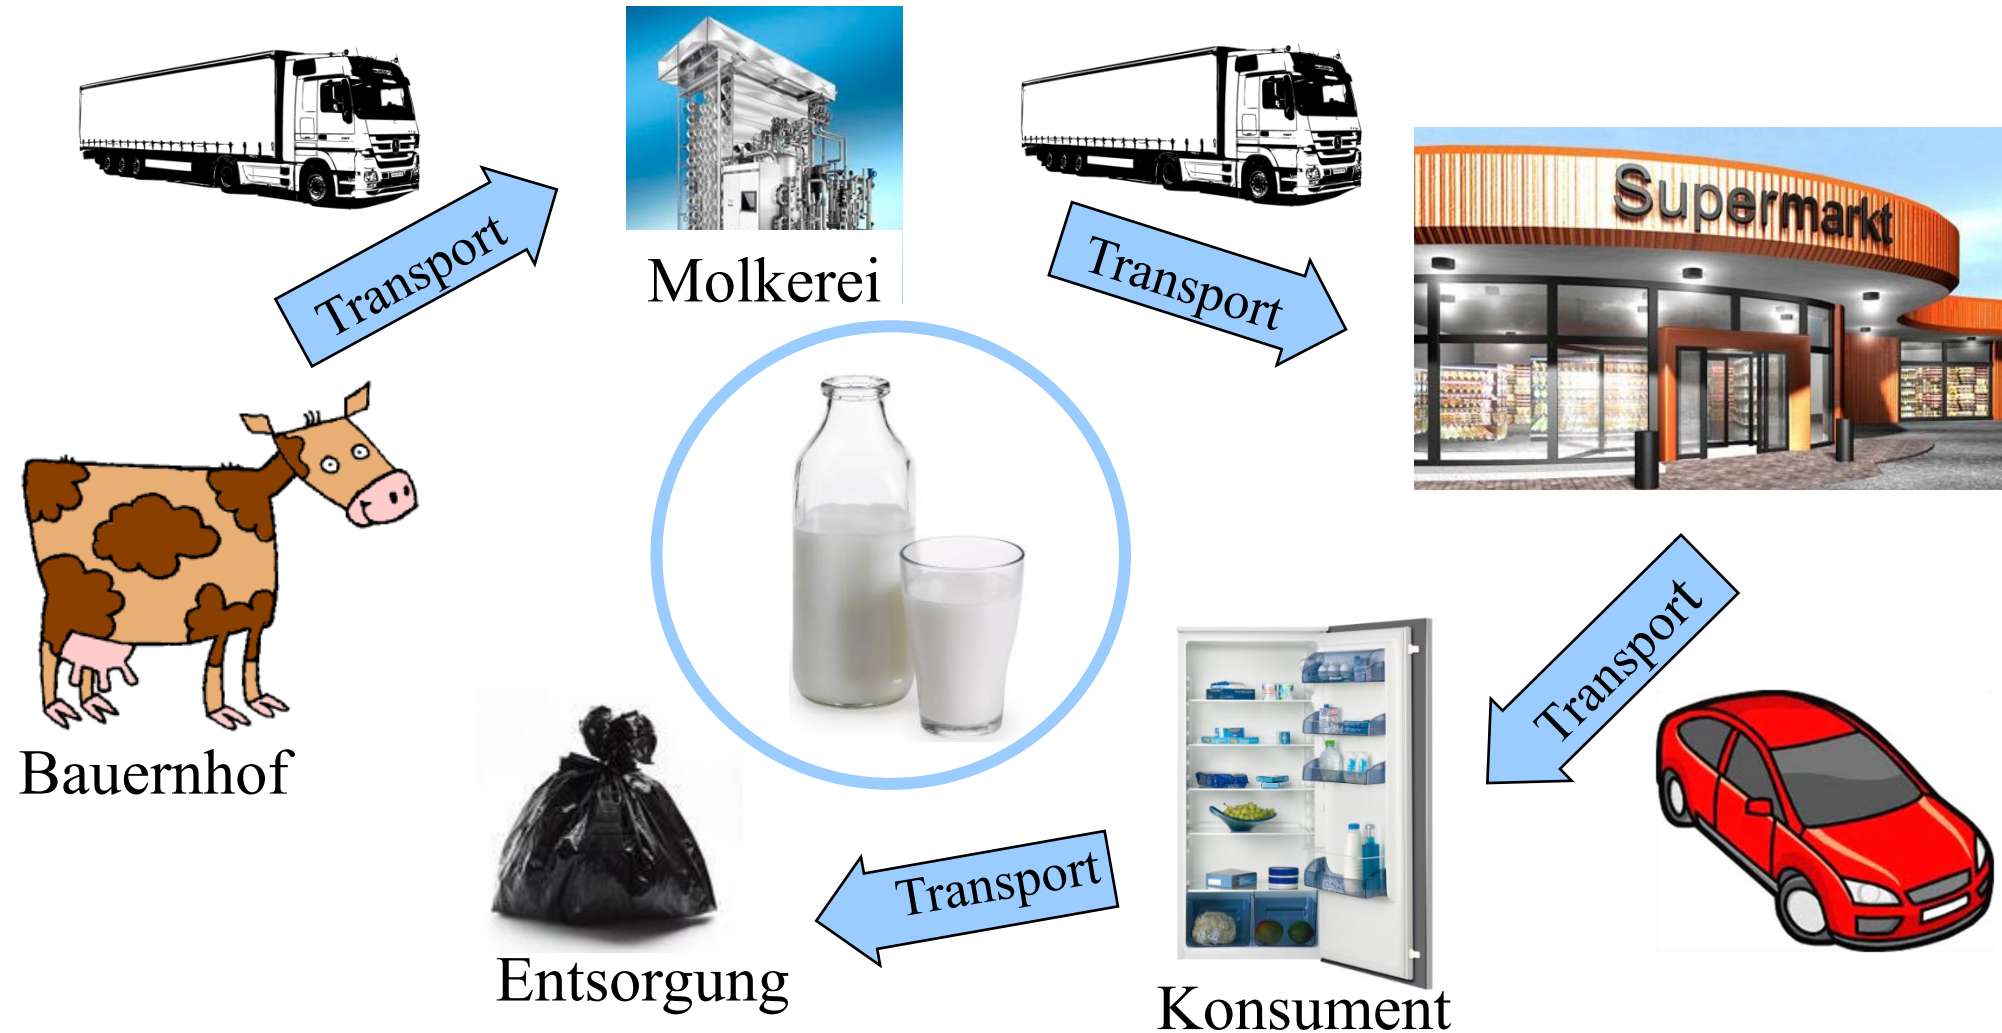 Transport
Molkerei
Transport
Supermarkt
Bauernhof
Transport
Transport
Entsorgung
Konsument